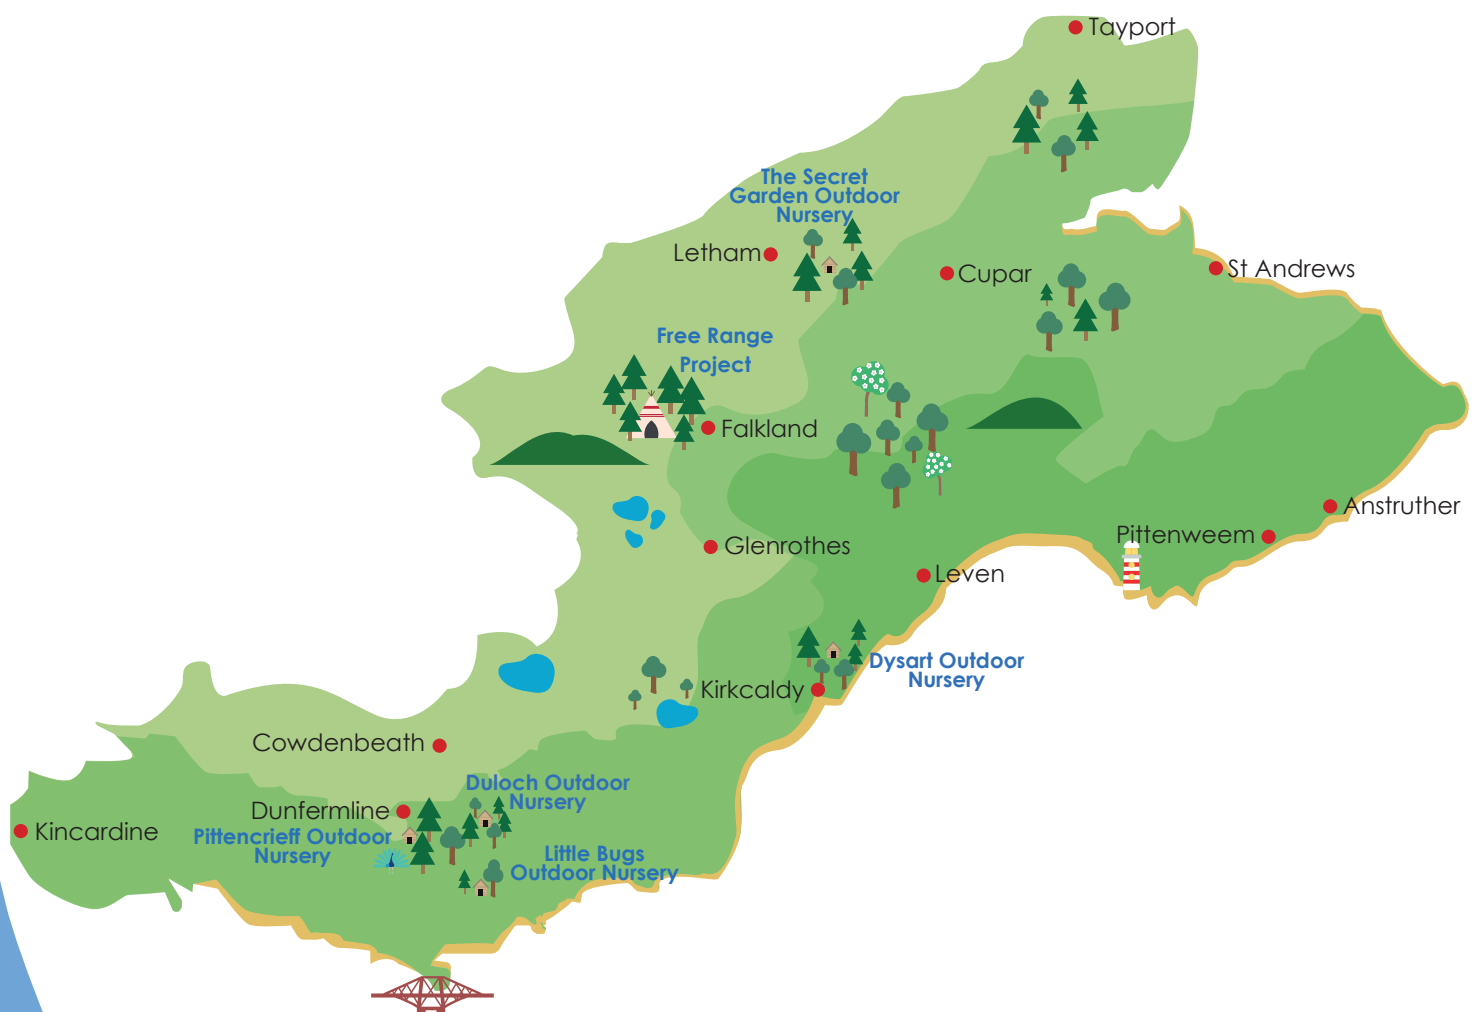 Tayport
The Secret
Garden Outdoor
Nursery
Letham
Cupar
St Andrews
Free Range
Project
Falkland
Anstruther
Pittenweem
Glenrothes
Leven
Dysart Outdoor
Nursery
Kirkcaldy
Cowdenbeath
Duloch Outdoor
Nursery
Dunfermline
Kincardine
Pittencrieff Outdoor
Nursery
Little Bugs
Outdoor Nursery